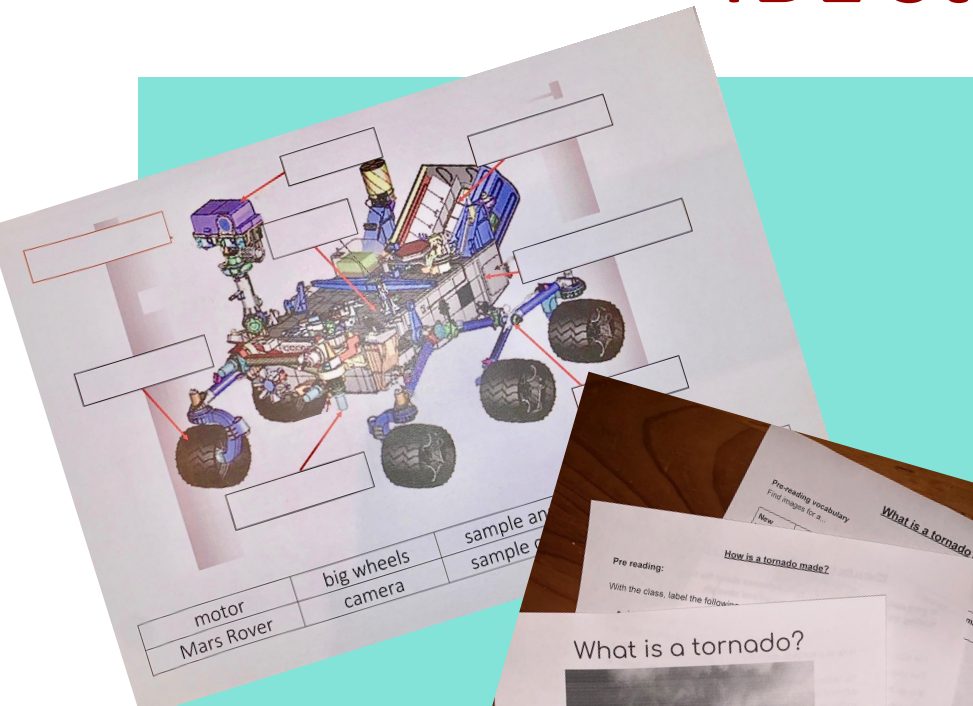 motor
big wheels
sample
Mars Rover
camera
sample
Pre-reading vocabulary
Find images for a
New
What is a tornado
How is a tornado made?
Pre reading:
With the class, label the following
What is a tornado?